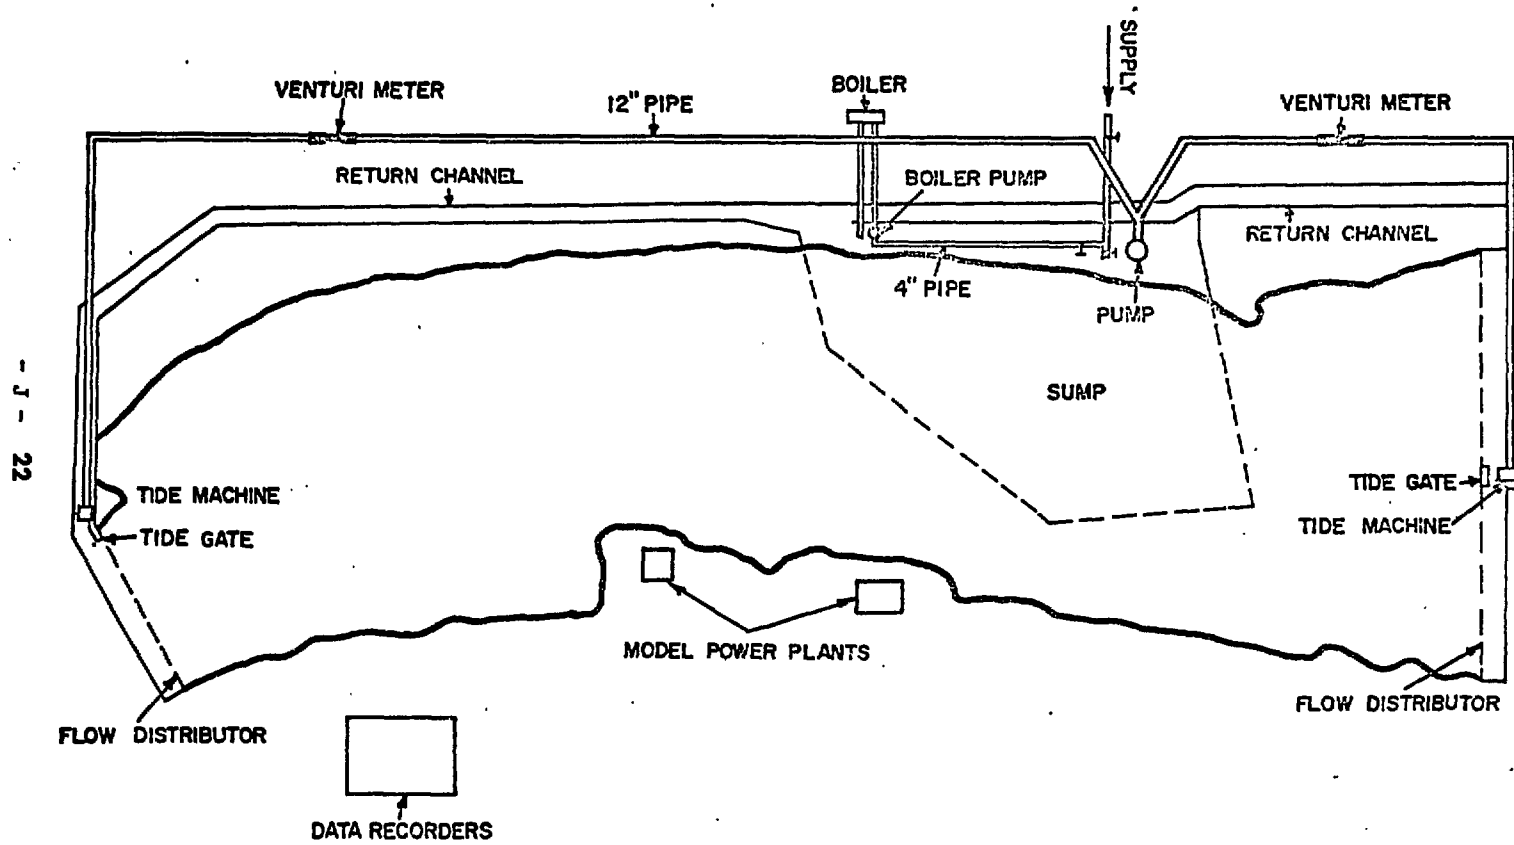 SUPPLY
VENTURI METER
12" PIPE
BOILER
VENTURI METER
RETURN CHANNEL
BOILER PUMP
RETURN CHANNEL
4" PIPE
PUMP
SUMP
- J - 22
TIDE MACHINE
TIDE GATE
TIDE GATE
TIDE MACHINE
MODEL POWER PLANTS
FLOW DISTRIBUTOR
FLOW DISTRIBUTOR
DATA RECORDERS